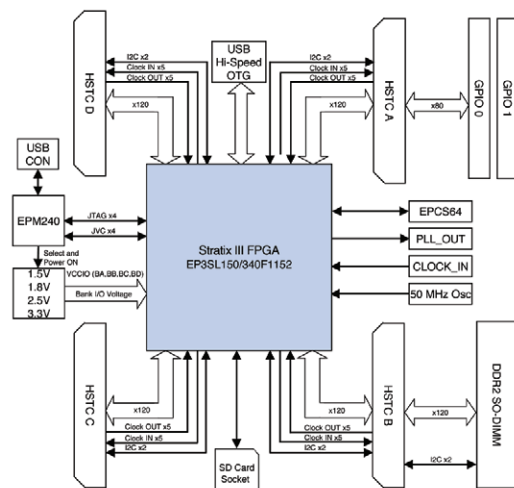 HSTC D
I2C x2
Clock IN x5
Clock OUT x5
x120
USB
Hi-Speed
OTG
I2C x2
Clock IN x5
Clock OUT x5
x120
HSTC A
x80
GPIO 0
GPIO 1
USB
CON
EPM240
JTAG x4
JVC x4
Select and
Power ON
1.5V
1.8V
2.5V
3.3V
VCCIO (BA,BB,BC,BD)
Bank I/O Voltage
Stratix III FPGA
EP3SL150/340F1152
EPCS64
PLL_OUT
CLOCK_IN
50 MHz Osc
HSTC C
x120
Clock OUT x5
Clock IN x5
I2C x2
SD Card
Socket
x120
Clock OUT x5
Clock IN x5
I2C x2
HSTC B
x120
I2C x2
DDR2 SO-DIMM